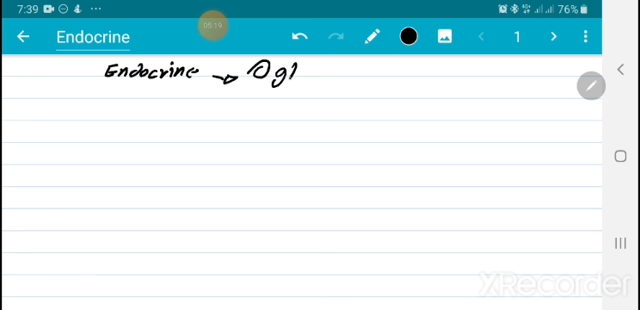 7:39 76%
05:19
Endocrine 1
Endocrine →
XRecorder